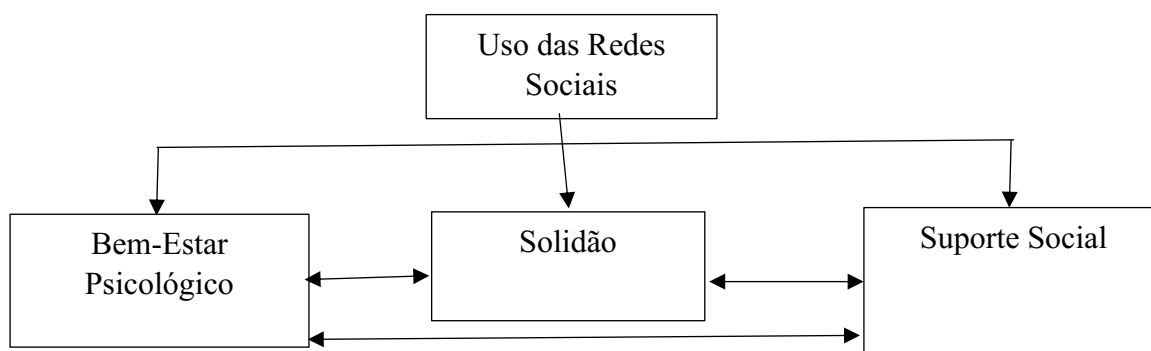 Uso das Redes
Sociais
Bem-Estar
Psicológico
Solidão
Suporte Social